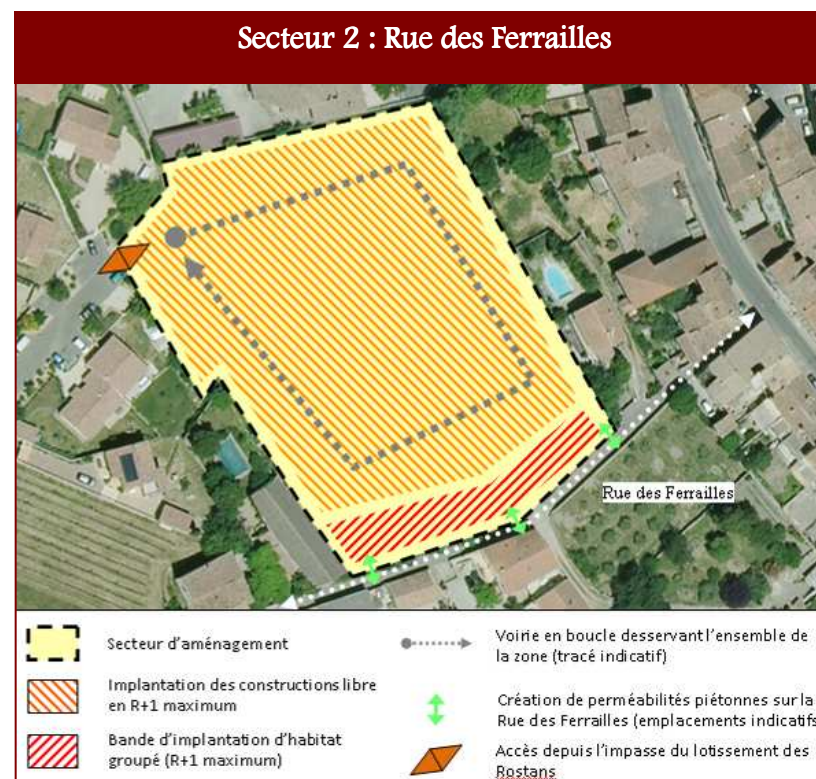 Secteur 2 : Rue des Ferrailles
Rue des Ferrailles
Secteur d'aménagement
Implantation des constructions libre
en R+1 maximum
Bande d'implantation d'habitat
groupé (R+1 maximum)
Voirie en boucle desservant l'ensemble de
la zone (tracé indicatif)
Création de perméabilités piétonnes sur la
Rue des Ferrailles (emplacements indicatifs
Accès depuis l'impasse du lotissement des
Rostans